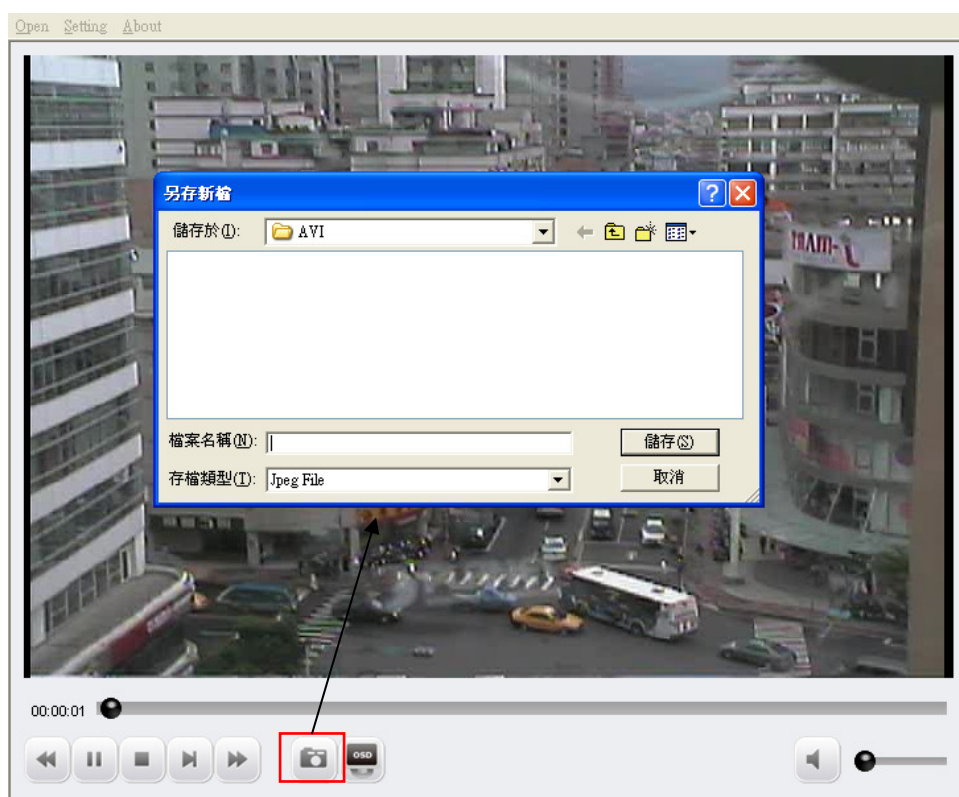 Open Setting About
另存新檔
儲存於(I): AVI
檔案名稱(N):
儲存(S)
存檔類型(T): Jpeg File
取消
00:00:01
OSD